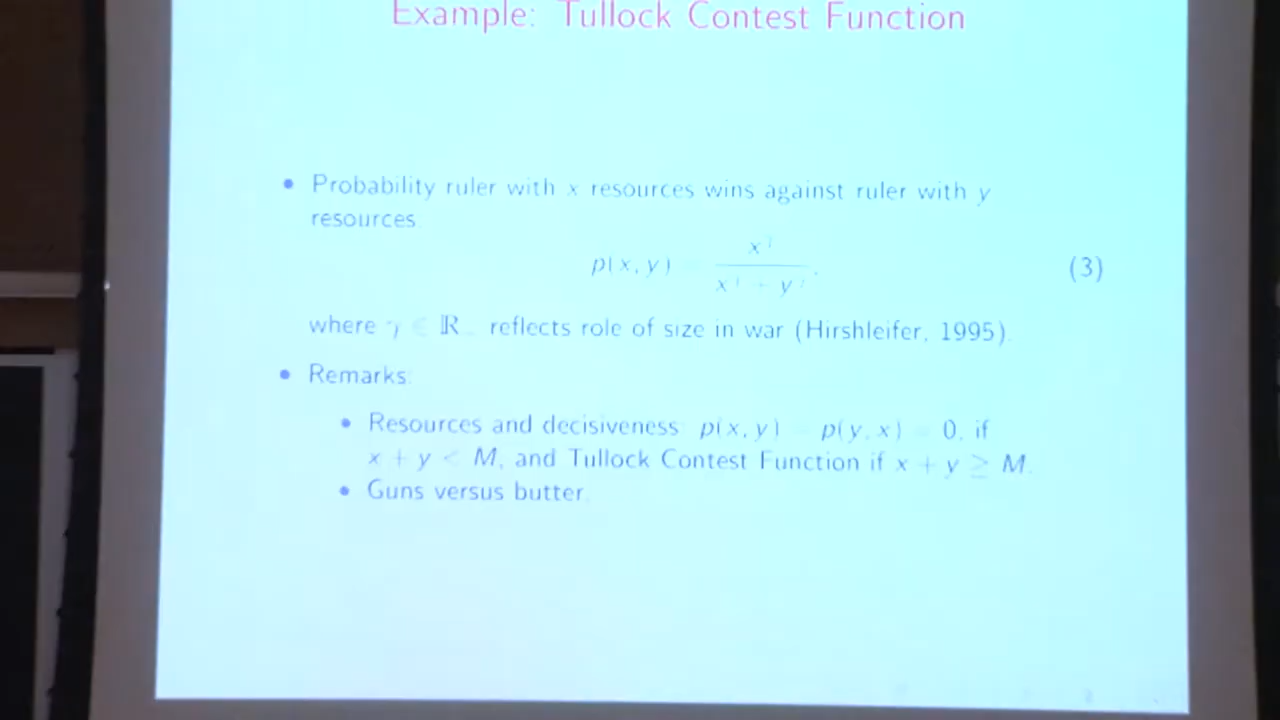 Example: Tullock Contest Function
• Probability ruler with x resources wins against ruler with y
resources.
p(x, y) = x^γ / (x^γ + y^γ), (3)
where γ ∈ ℝ₊ reflects role of size in war (Hirshleifer, 1995).
• Remarks:
• Resources and decisiveness p(x, y) = p(y, x) = 0, if
x + y < M, and Tullock Contest Function if x + y ≥ M.
• Guns versus butter.